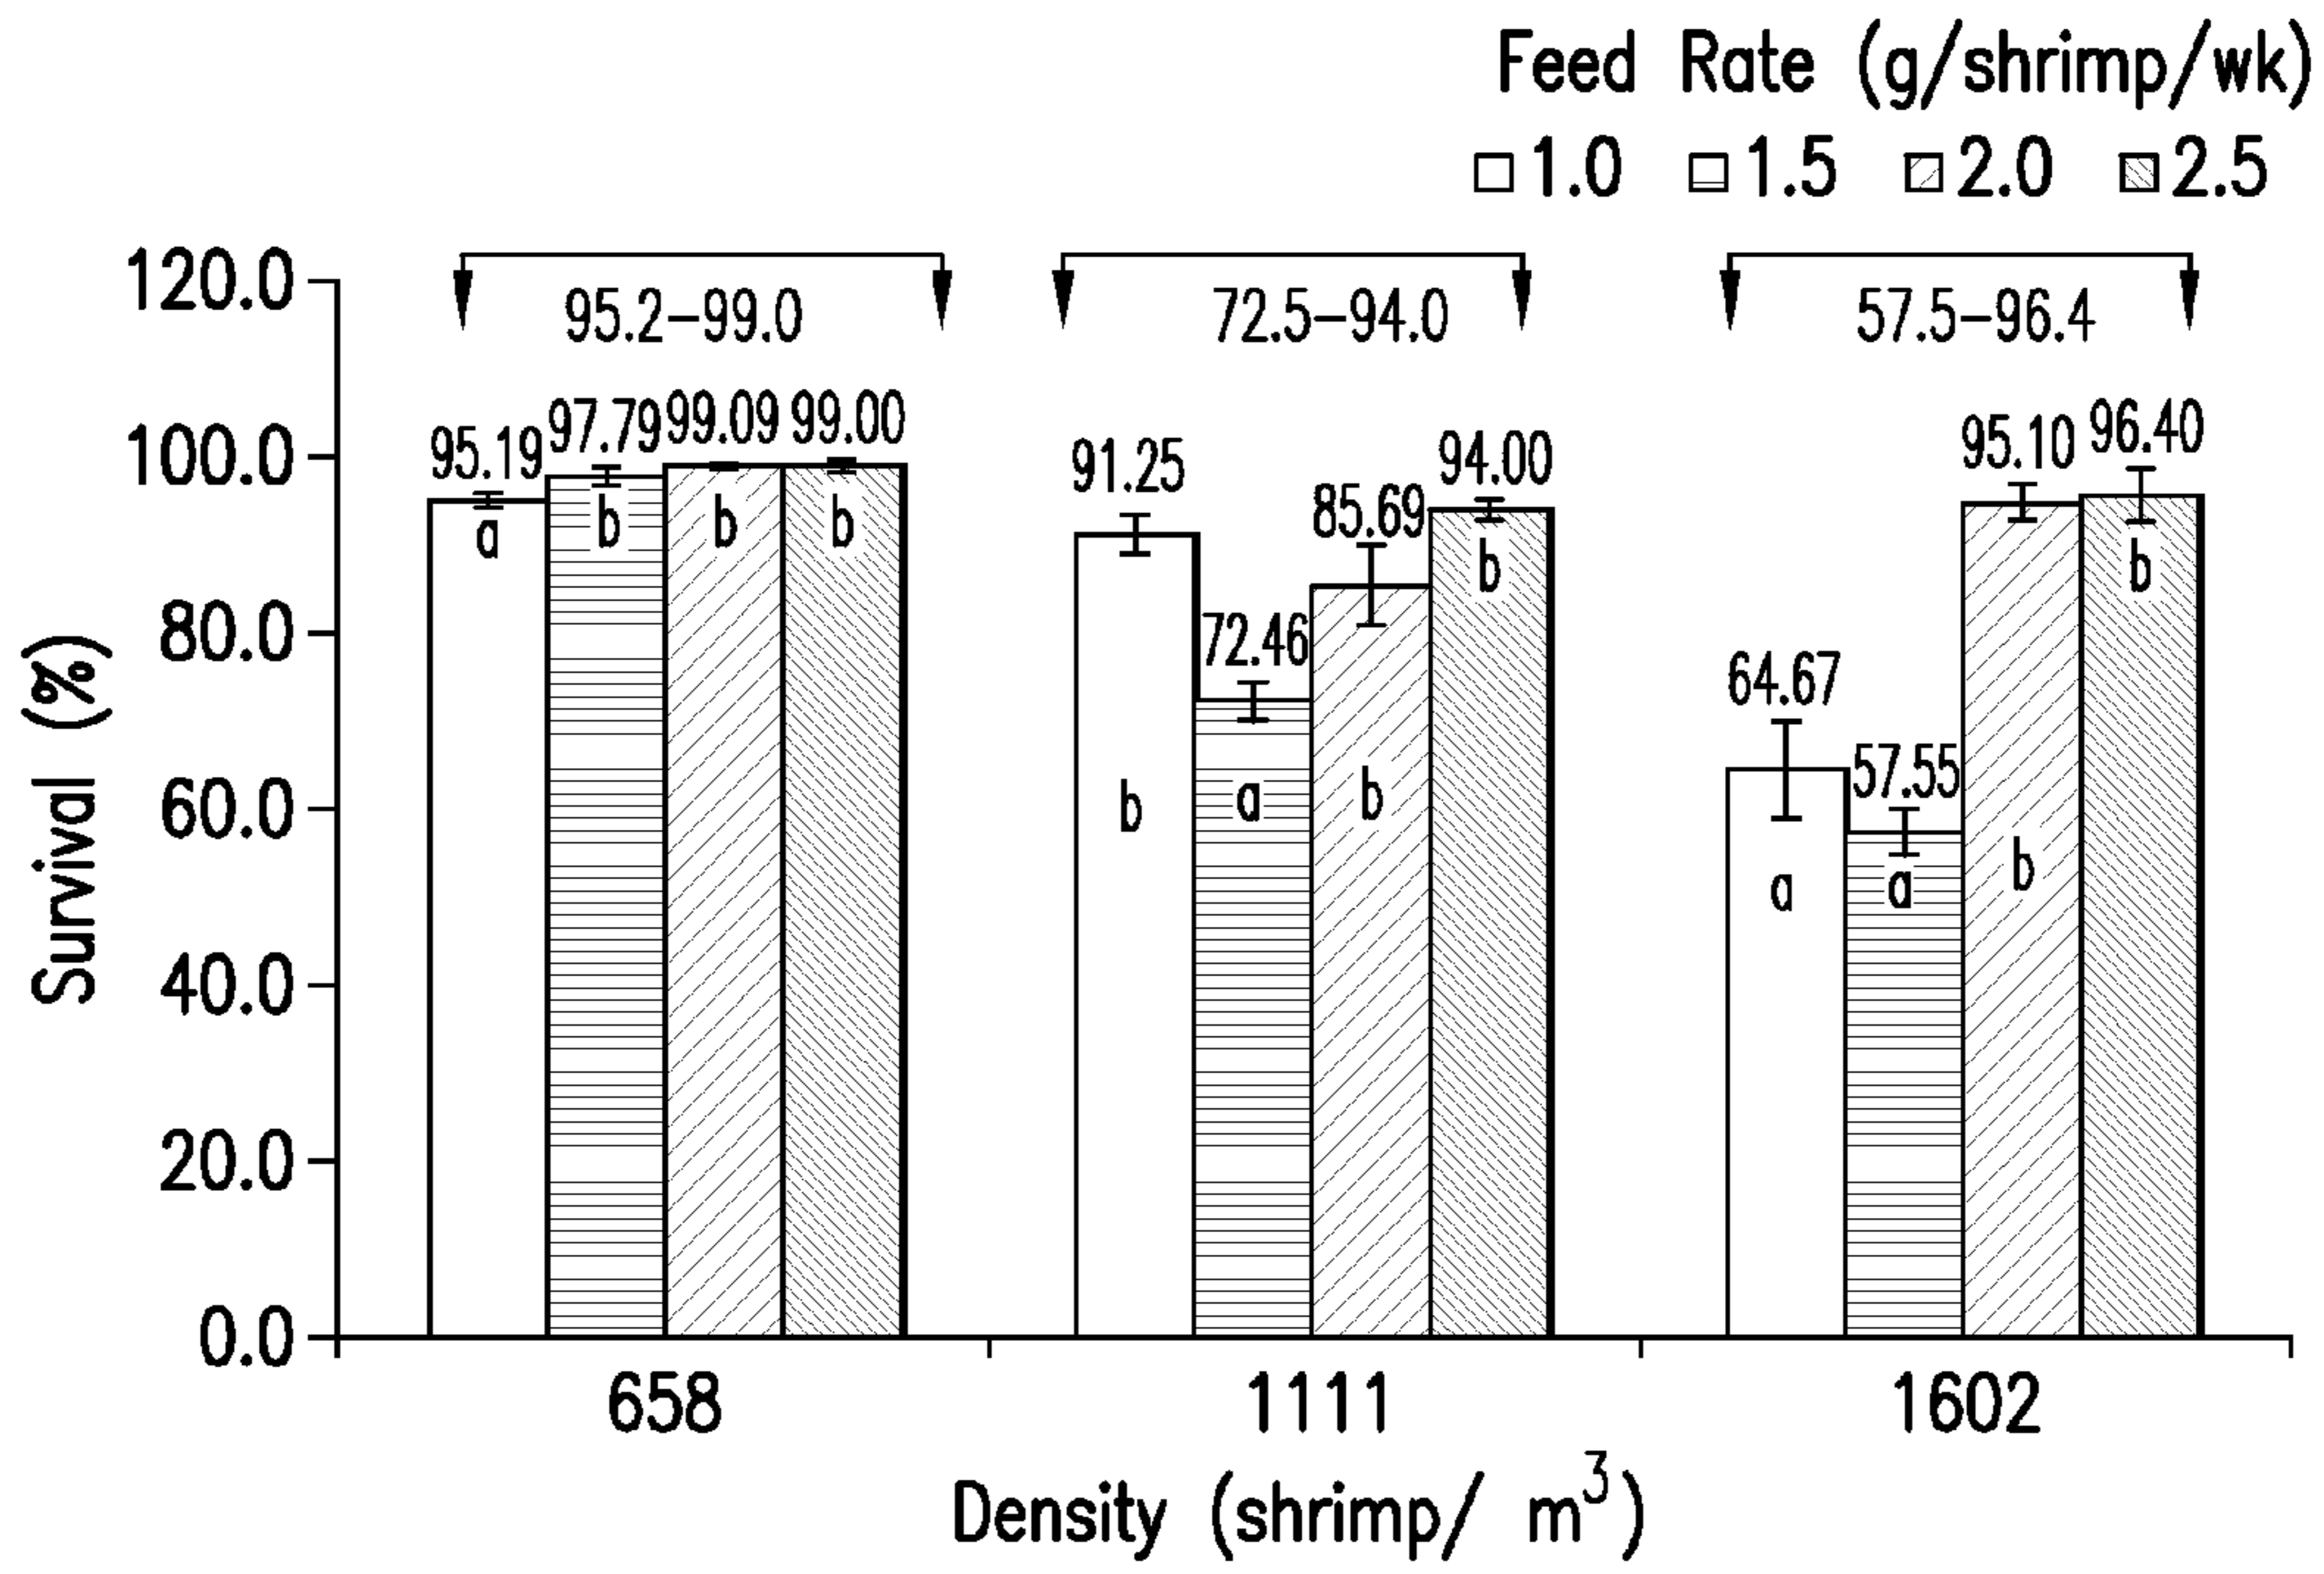 Feed Rate (g/shrimp/wk)
1.0 1.5 2.0 2.5
120.0
100.0
80.0
60.0
40.0
20.0
0.0
Survival (%)
95.2–99.0
95.19 97.79 99.09 99.00
a b b b
72.5–94.0
91.25 72.46 85.69 94.00
b a b b
57.5–96.4
64.67 57.55 95.10 96.40
a a b b
658 1111 1602
Density (shrimp/ m³)